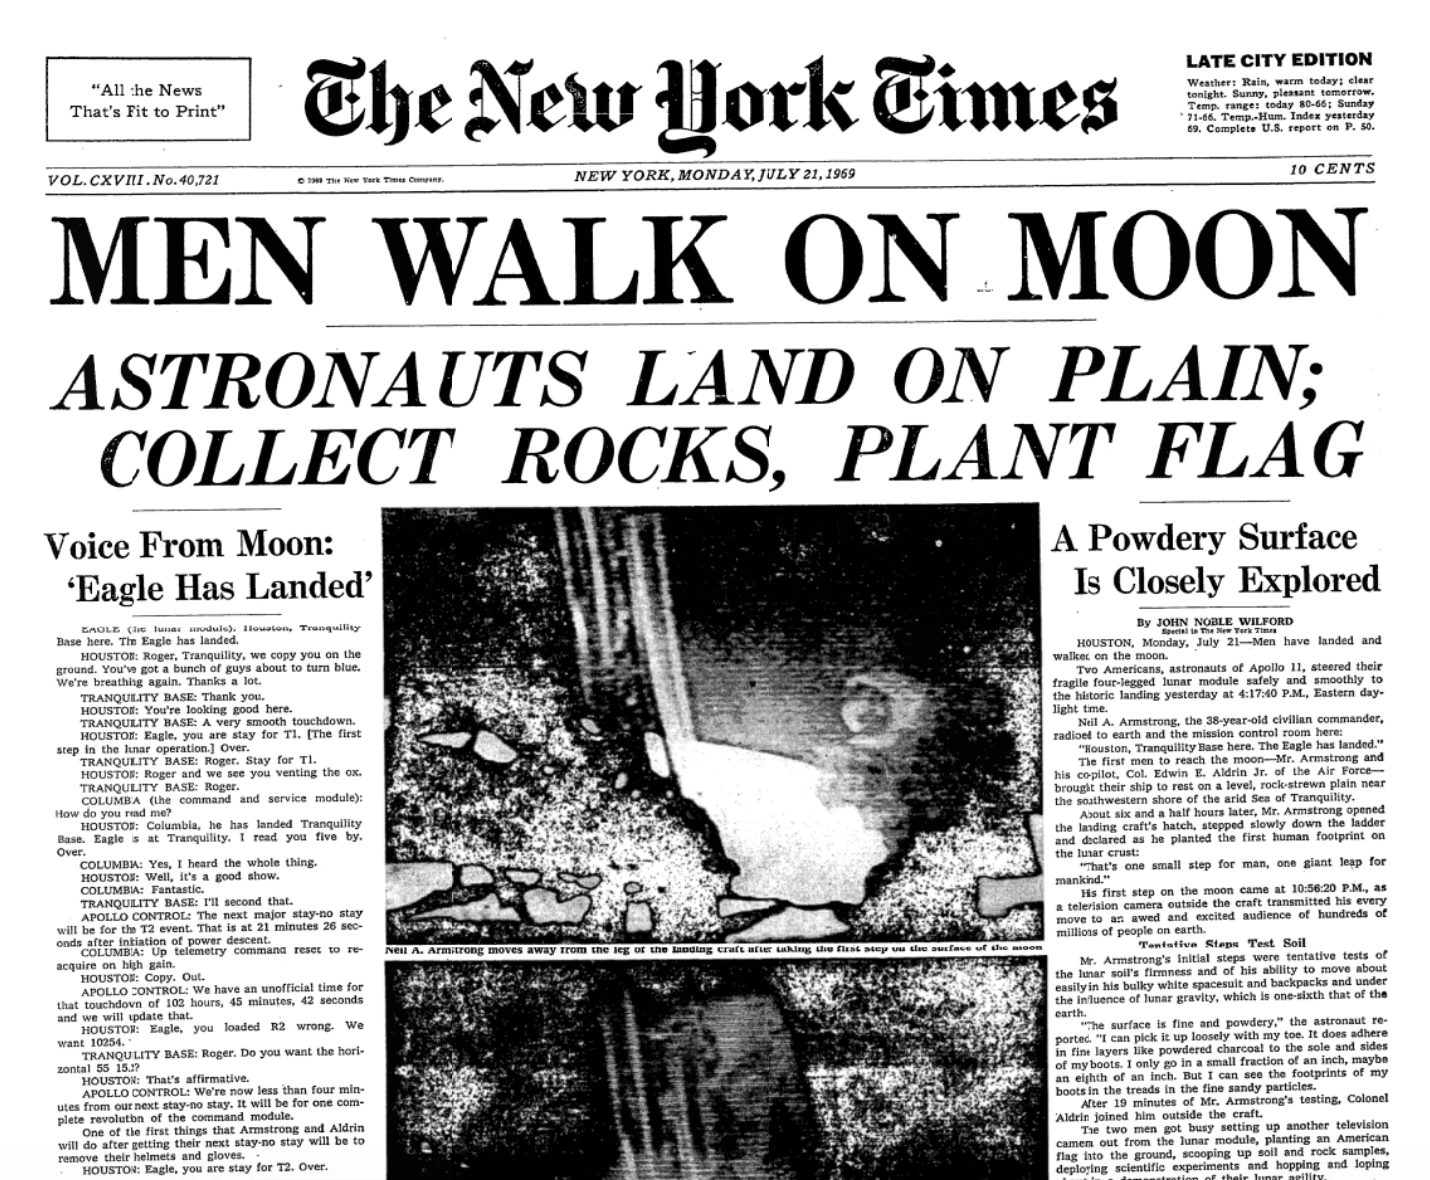 "All the News
That's Fit to Print"
The New York Times
LATE CITY EDITION
Weather: Rain, warm today; clear
tonight. Sunny, pleasant tomorrow.
Temp. range: today 80-66; Sunday
71-66. Temp.-Hum. Index yesterday
69. Complete U.S. report on P. 50.
VOL. CXVIII. No. 40,721
© 1969 The New York Times Company.
NEW YORK, MONDAY, JULY 21, 1969
10 CENTS
MEN WALK ON MOON
ASTRONAUTS LAND ON PLAIN;
COLLECT ROCKS, PLANT FLAG
Voice From Moon:
'Eagle Has Landed'
EAGLE (the lunar module): Houston, Tranquility
Base here. The Eagle has landed.
HOUSTON: Roger, Tranquility, we copy you on the
ground. You've got a bunch of guys about to turn blue.
We're breathing again. Thanks a lot.
TRANQUILITY BASE: Thank you.
HOUSTON: You're looking good here.
TRANQUILITY BASE: A very smooth touchdown.
HOUSTON: Eagle, you are stay for T1. [The first
step in the lunar operation.] Over.
TRANQUILITY BASE: Roger. Stay for T1.
HOUSTON: Roger and we see you venting the ox.
TRANQUILITY BASE: Roger.
COLUMBIA (the command and service module):
How do you read me?
HOUSTON: Columbia, he has landed Tranquility
Base. Eagle is at Tranquility. I read you five by.
Over.
COLUMBIA: Yes, I heard the whole thing.
HOUSTON: Well, it's a good show.
COLUMBIA: Fantastic.
TRANQUILITY BASE: I'll second that.
APOLLO CONTROL: The next major stay-no stay
will be for the T2 event. That is at 21 minutes 26 sec-
onds after initiation of power descent.
COLUMBIA: Up telemetry command reset to re-
acquire on high gain.
HOUSTON: Copy. Out.
APOLLO CONTROL: We have an unofficial time for
that touchdown of 102 hours, 45 minutes, 42 seconds
and we will update that.
HOUSTON: Eagle, you loaded R2 wrong. We
want 10254.
TRANQUILITY BASE: Roger. Do you want the hori-
zontal 55 15.2?
HOUSTON: That's affirmative.
APOLLO CONTROL: We're now less than four min-
utes from our next stay-no stay. It will be for one com-
plete revolution of the command module.
One of the first things that Armstrong and Aldrin
will do after getting their next stay-no stay will be to
remove their helmets and gloves.
HOUSTON: Eagle, you are stay for T2. Over.
Neil A. Armstrong moves away from the leg of the landing craft after taking the first step on the surface of the moon
A Powdery Surface
Is Closely Explored
By JOHN NOBLE WILFORD
Special to The New York Times
HOUSTON, Monday, July 21—Men have landed and
walked on the moon.
Two Americans, astronauts of Apollo 11, steered their
fragile four-legged lunar module safely and smoothly to
the historic landing yesterday at 4:17:40 P.M., Eastern day-
light time.
Neil A. Armstrong, the 38-year-old civilian commander,
radioed to earth and the mission control room here:
"Houston, Tranquility Base here. The Eagle has landed."
The first men to reach the moon—Mr. Armstrong and
his co-pilot, Col. Edwin E. Aldrin Jr. of the Air Force—
brought their ship to rest on a level, rock-strewn plain near
the southwestern shore of the arid Sea of Tranquility.
About six and a half hours later, Mr. Armstrong opened
the landing craft's hatch, stepped slowly down the ladder
and declared as he planted the first human footprint on
the lunar crust:
"That's one small step for man, one giant leap for
mankind."
His first step on the moon came at 10:56:20 P.M., as
a television camera outside the craft transmitted his every
move to an awed and excited audience of hundreds of
millions of people on earth.
Tentative Steps Test Soil
Mr. Armstrong's initial steps were tentative tests of
the lunar soil's firmness and of his ability to move about
easily in his bulky white spacesuit and backpacks and under
the influence of lunar gravity, which is one-sixth that of the
earth.
"The surface is fine and powdery," the astronaut re-
ported. "I can pick it up loosely with my toe. It does adhere
in fine layers like powdered charcoal to the sole and sides
of my boots. I only go in a small fraction of an inch, maybe
an eighth of an inch. But I can see the footprints of my
boots in the treads in the fine sandy particles.
After 19 minutes of Mr. Armstrong's testing, Colonel
Aldrin joined him outside the craft.
The two men got busy setting up another television
camera out from the lunar module, planting an American
flag into the ground, scooping up soil and rock samples,
deploying scientific experiments and hopping and loping
about in a demonstration of their lunar agility.